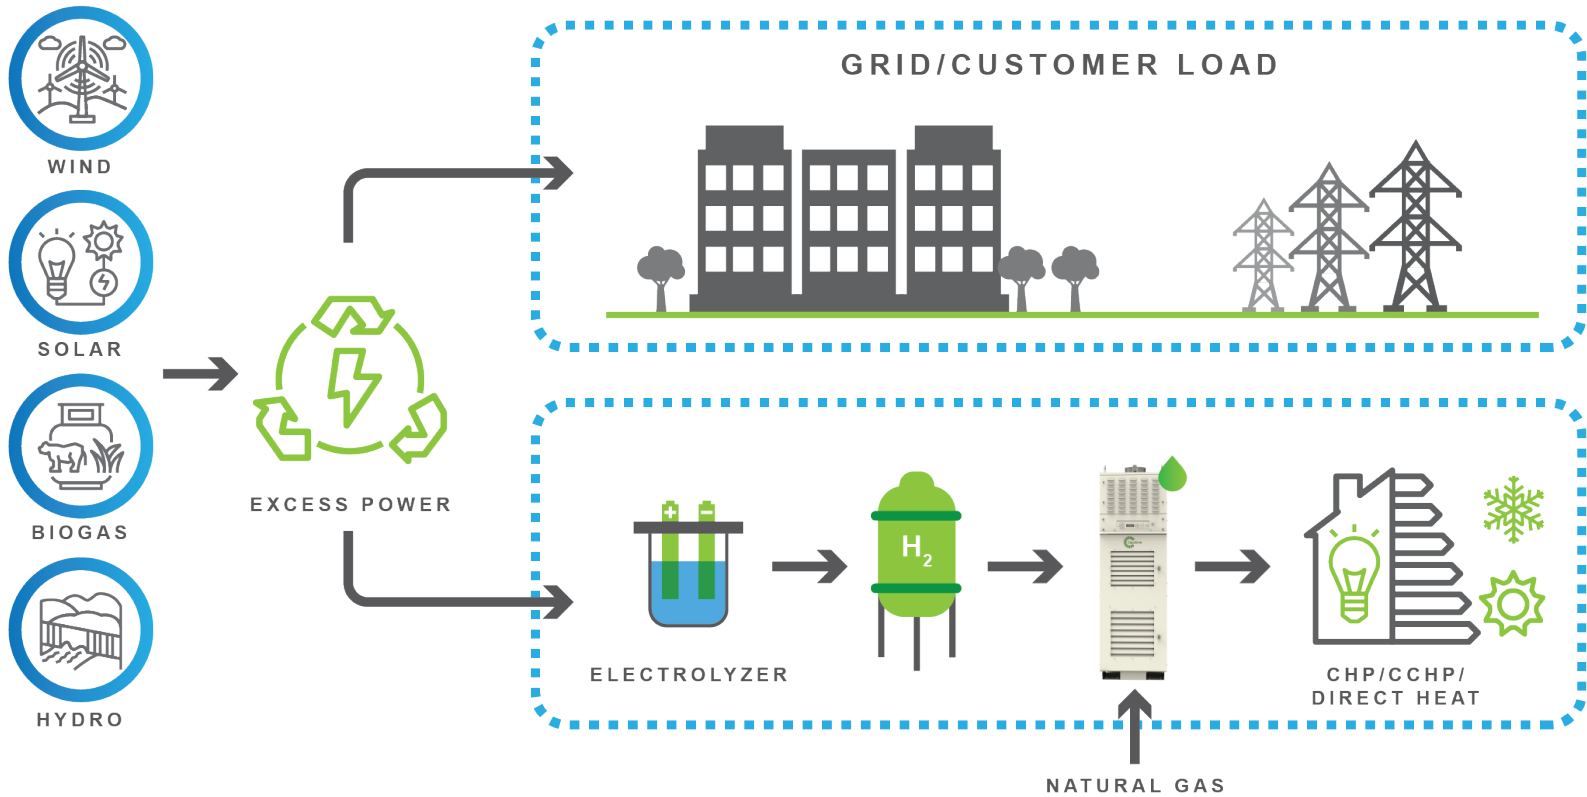 WIND
SOLAR
BIOGAS
HYDRO
EXCESS POWER
GRID/CUSTOMER LOAD
+
-
H2
ELECTROLYZER
CHP/CCHP/
DIRECT HEAT
NATURAL GAS